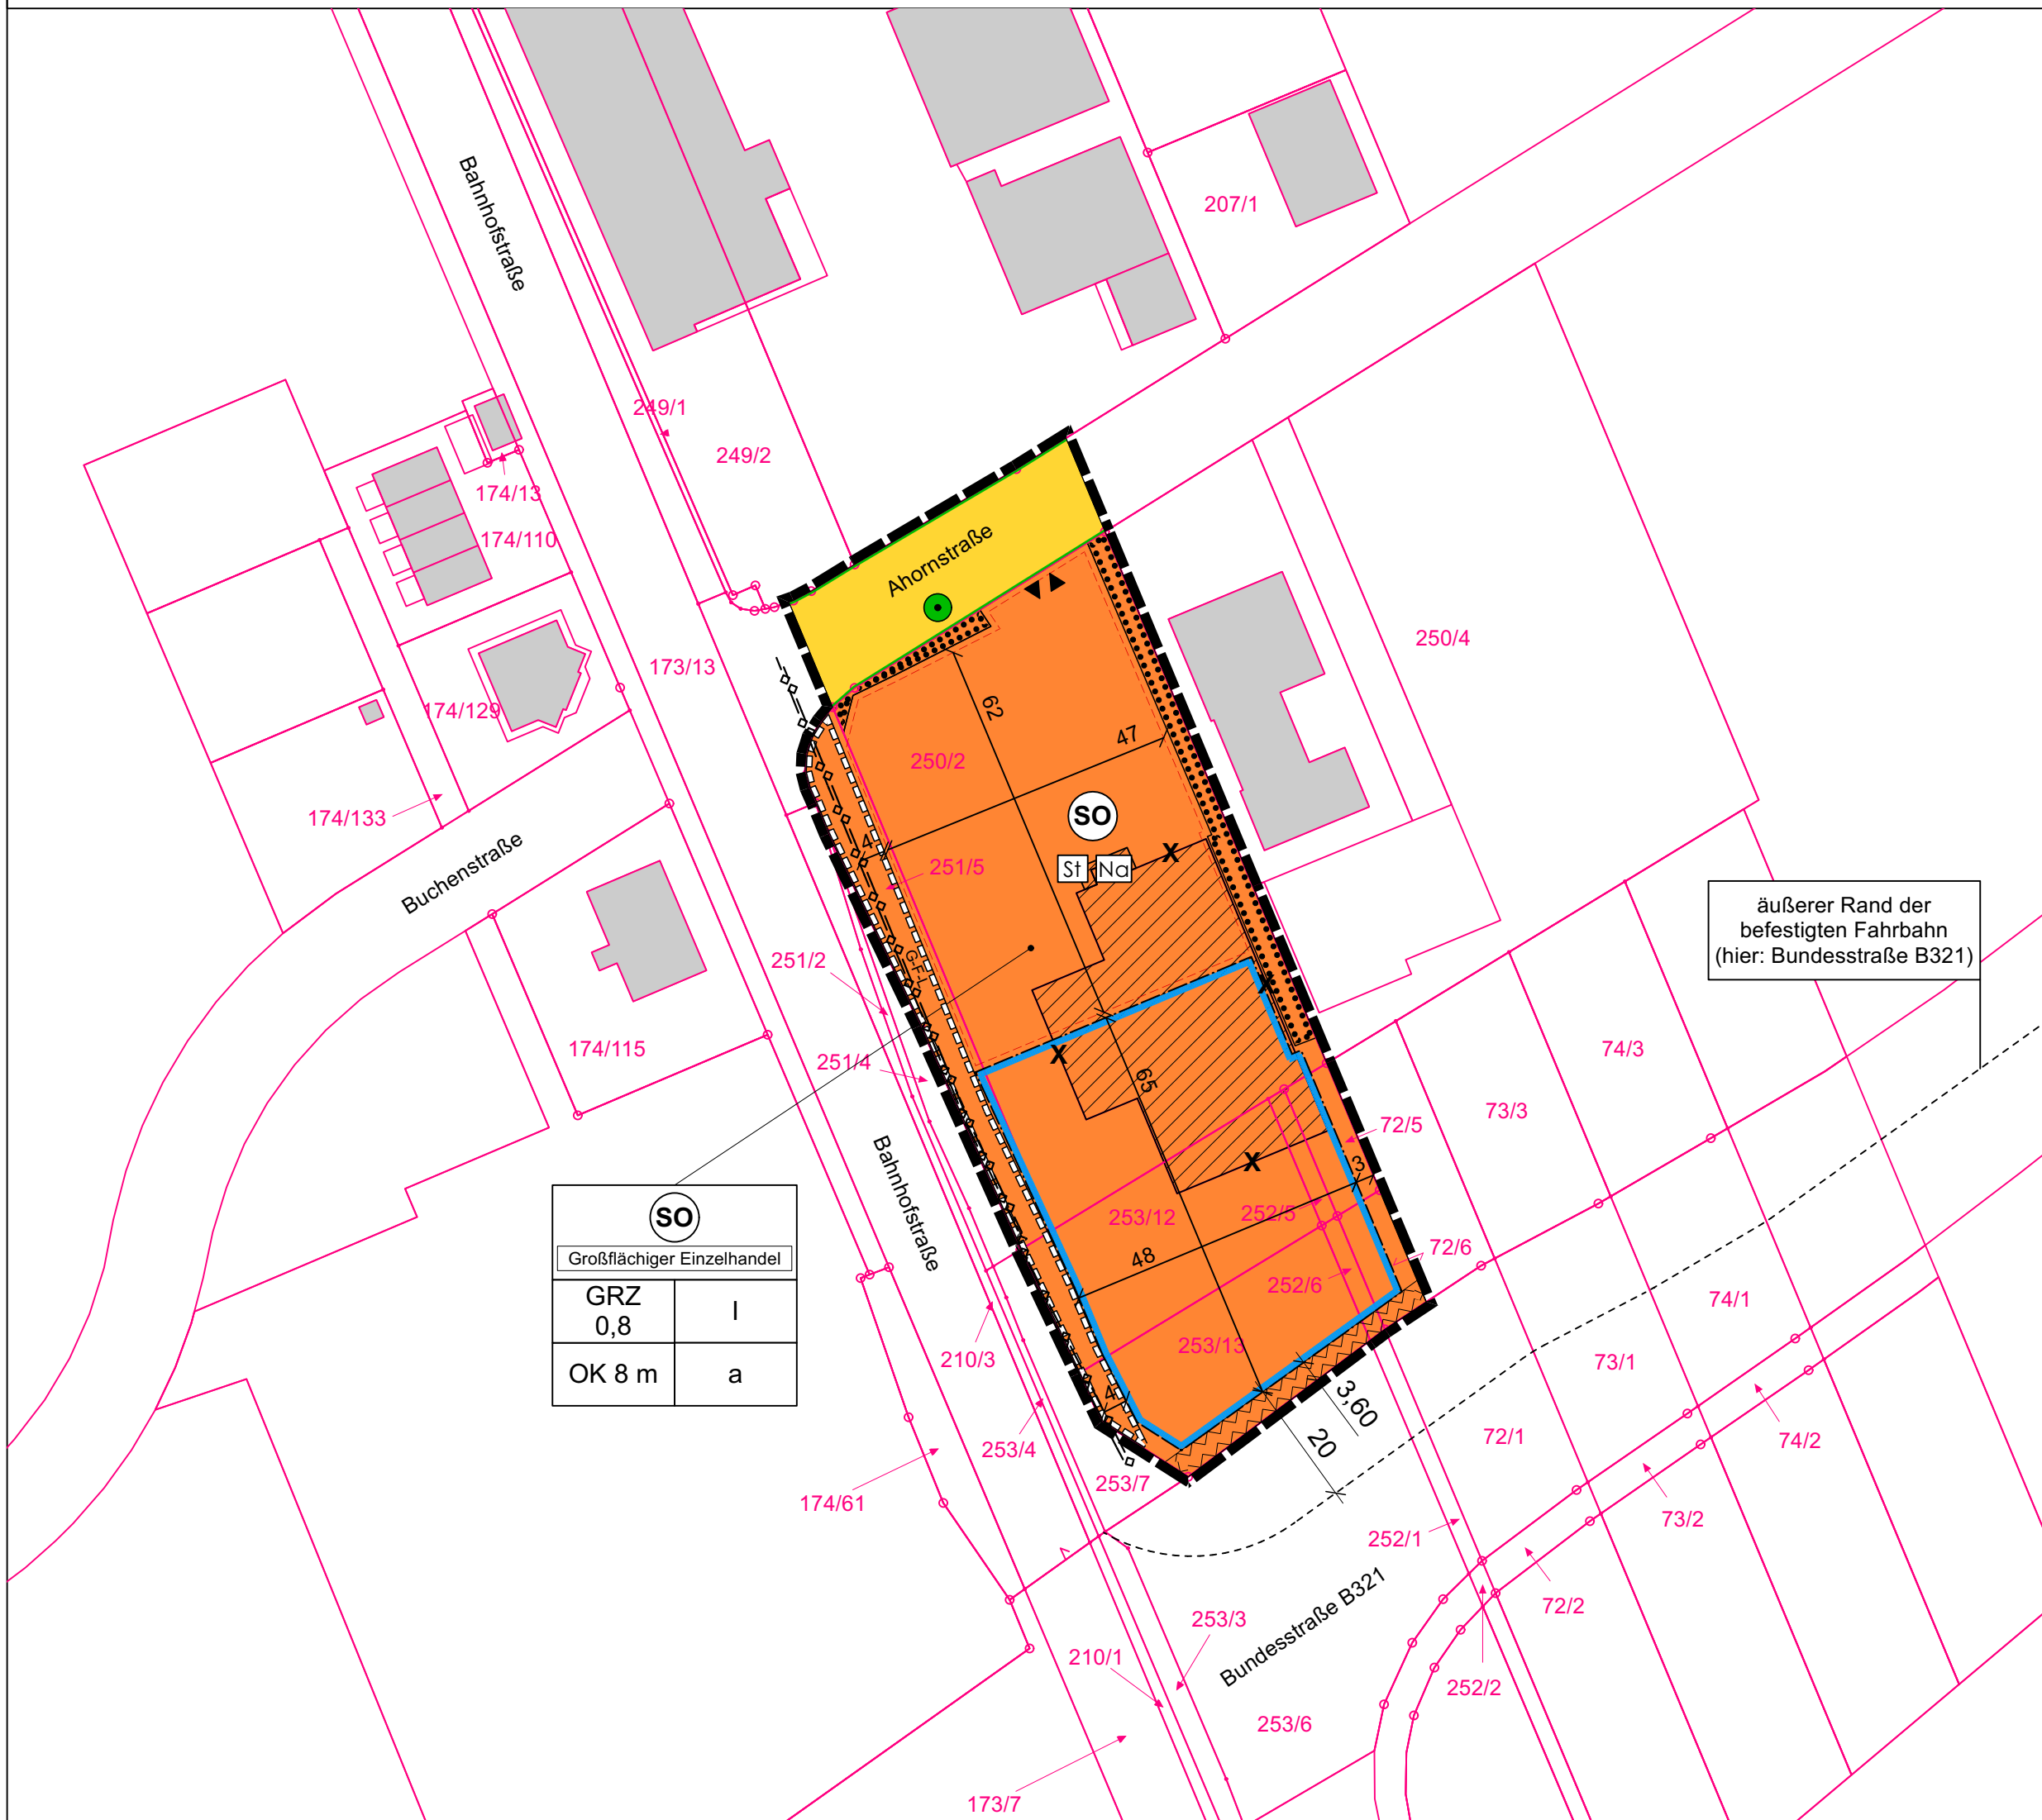 Bahnhofstraße
207/1
249/1
249/2
174/13
174/110
Ahornstraße
250/4
173/13
174/129
62
47
250/2
174/133
SO
4
Buchenstraße
251/5
St
Na
X
äußerer Rand der
befestigten Fahrbahn
(hier: Bundesstraße B321)
251/2
G-F-L
X
174/115
251/4
X
65
74/3
73/3
72/5
Bahnhofstraße
X
3
SO
Großflächiger Einzelhandel
GRZ
0,8
I
OK 8 m
a
253/12
252/5
48
72/6
252/6
74/1
210/3
253/13
73/1
4
3,60
20
253/4
253/7
72/1
74/2
174/61
252/1
73/2
Bundesstraße B321
72/2
253/3
210/1
252/2
253/6
173/7